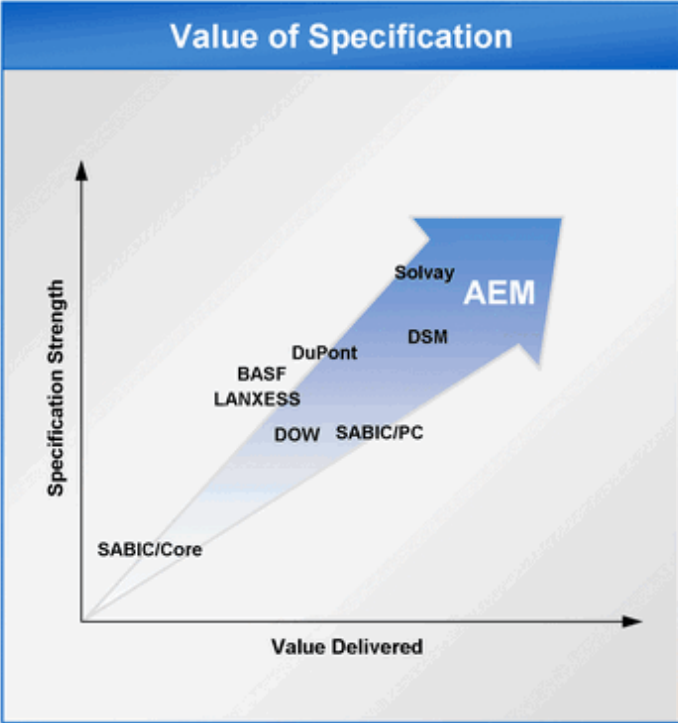 Value of Specification
Specification Strength
Solvay
AEM
DSM
DuPont
BASF
LANXESS
DOW
SABIC/PC
SABIC/Core
Value Delivered